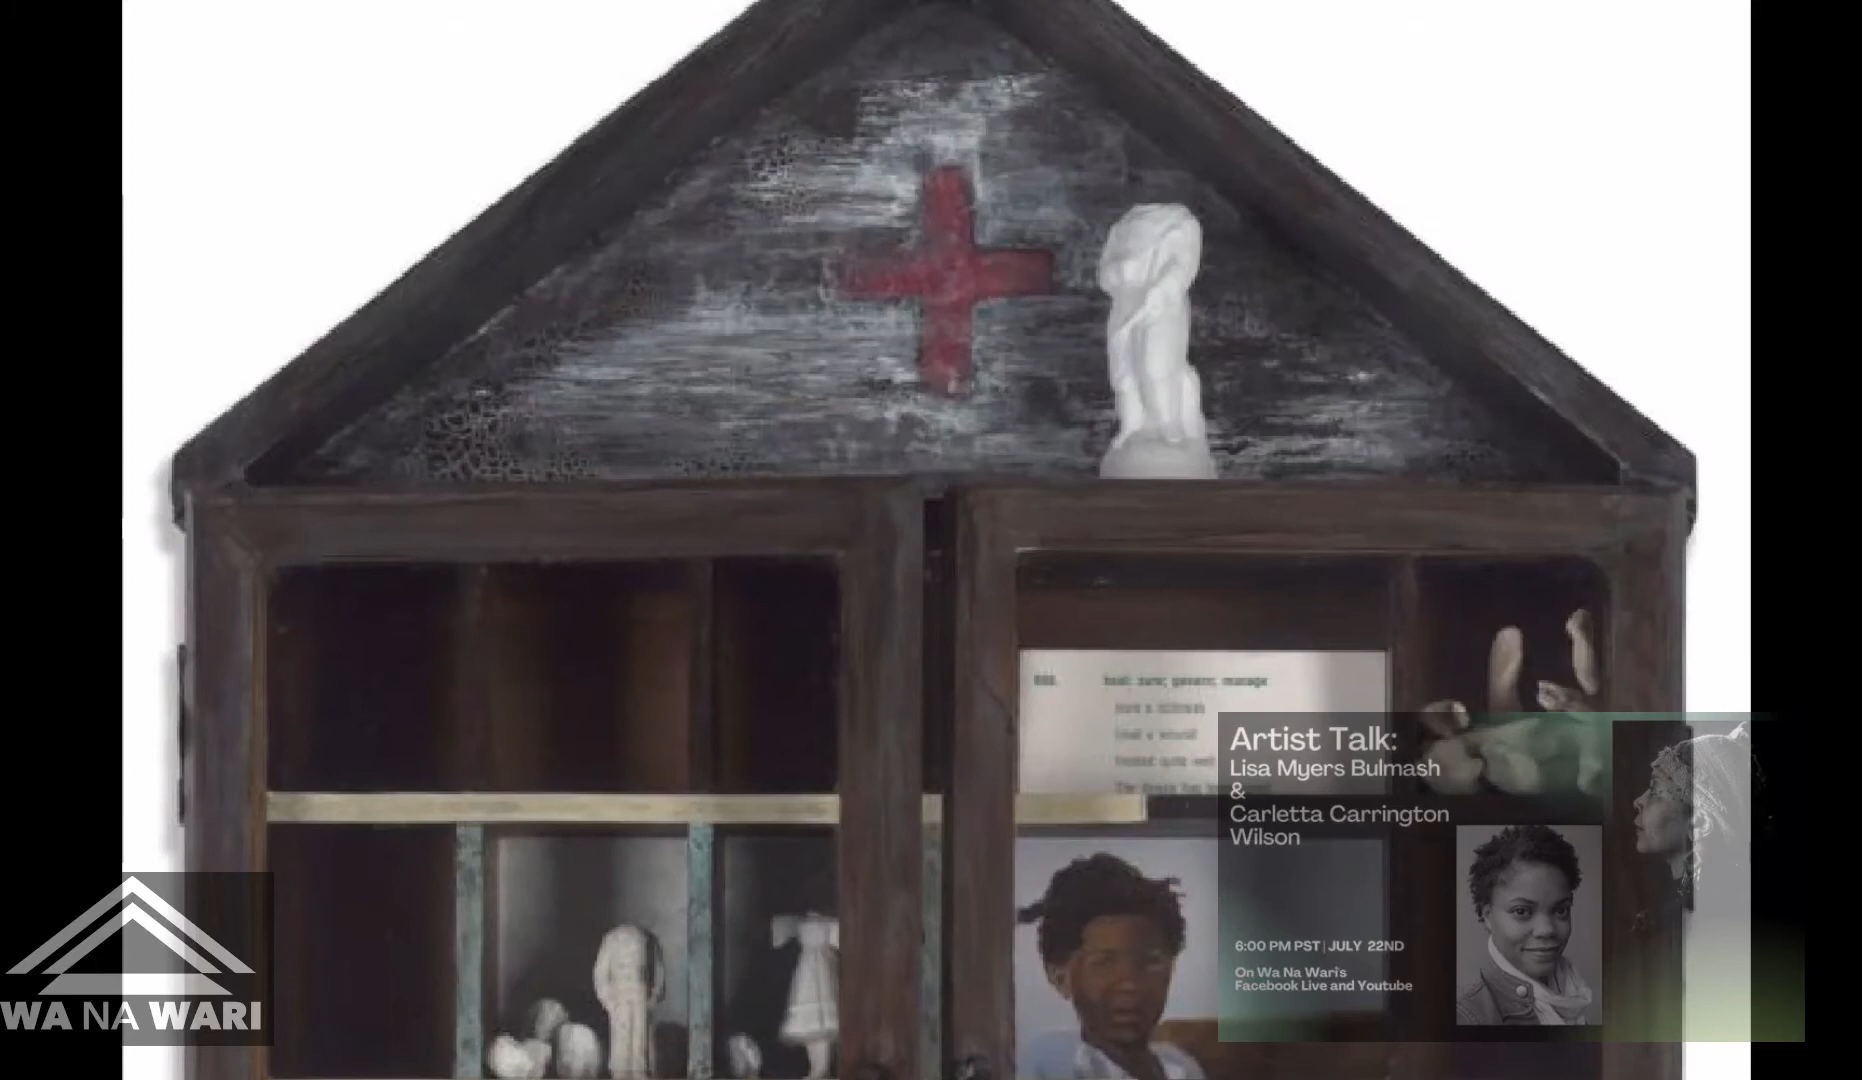 heal: cure; govern; manage
Artist Talk:
Lisa Myers Bulmash
&
Carletta Carrington
Wilson
6:00 PM PST | JULY 22ND
On Wa Na Wari's
Facebook Live and Youtube
WA NA WARI